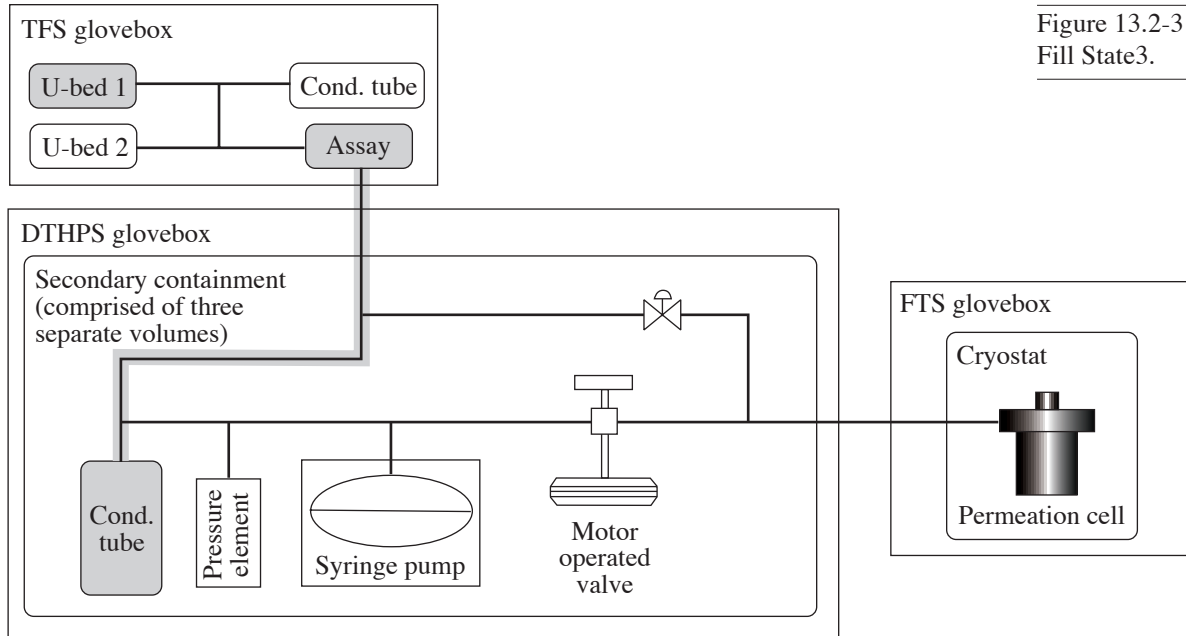 Figure 13.2-3
Fill State3.
TFS glovebox
U-bed 1
Cond. tube
U-bed 2
Assay
DTHPS glovebox
Secondary containment
(comprised of three
separate volumes)
FTS glovebox
Cryostat
Permeation cell
Cond.
tube
Pressure
element
Syringe pump
Motor
operated
valve